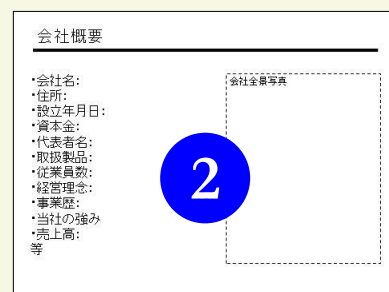 会社概要
・会社名:
・住所:
・設立年月日:
・資本金:
・代表者名:
・取扱製品:
・従業員数:
・経営理念:
・事業歴:
・当社の強み
・売上高:
等
会社全景写真
2